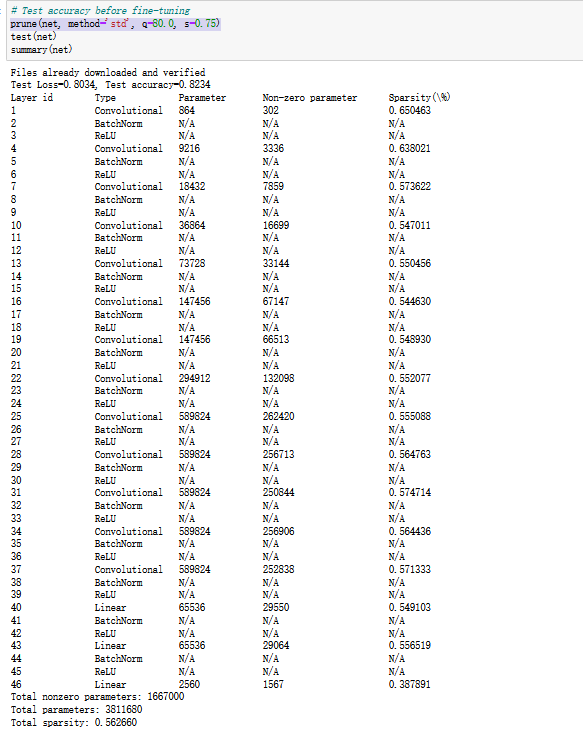 # Test accuracy before fine-tuning
prune(net, method='std', q=80.0, s=0.75)
test(net)
summary(net)
Files already downloaded and verified
Test Loss=0.8034, Test accuracy=0.8234
Layer id Type Parameter Non-zero parameter Sparsity(\%)
1 Convolutional 864 302 0.650463
2 BatchNorm N/A N/A N/A
3 ReLU N/A N/A N/A
4 Convolutional 9216 3336 0.638021
5 BatchNorm N/A N/A N/A
6 ReLU N/A N/A N/A
7 Convolutional 18432 7859 0.573622
8 BatchNorm N/A N/A N/A
9 ReLU N/A N/A N/A
10 Convolutional 36864 16699 0.547011
11 BatchNorm N/A N/A N/A
12 ReLU N/A N/A N/A
13 Convolutional 73728 33144 0.550456
14 BatchNorm N/A N/A N/A
15 ReLU N/A N/A N/A
16 Convolutional 147456 67147 0.544630
17 BatchNorm N/A N/A N/A
18 ReLU N/A N/A N/A
19 Convolutional 147456 66513 0.548930
20 BatchNorm N/A N/A N/A
21 ReLU N/A N/A N/A
22 Convolutional 294912 132098 0.552077
23 BatchNorm N/A N/A N/A
24 ReLU N/A N/A N/A
25 Convolutional 589824 262420 0.555088
26 BatchNorm N/A N/A N/A
27 ReLU N/A N/A N/A
28 Convolutional 589824 256713 0.564763
29 BatchNorm N/A N/A N/A
30 ReLU N/A N/A N/A
31 Convolutional 589824 250844 0.574714
32 BatchNorm N/A N/A N/A
33 ReLU N/A N/A N/A
34 Convolutional 589824 256906 0.564436
35 BatchNorm N/A N/A N/A
36 ReLU N/A N/A N/A
37 Convolutional 589824 252838 0.571333
38 BatchNorm N/A N/A N/A
39 ReLU N/A N/A N/A
40 Linear 65536 29550 0.549103
41 BatchNorm N/A N/A N/A
42 ReLU N/A N/A N/A
43 Linear 65536 29064 0.556519
44 BatchNorm N/A N/A N/A
45 ReLU N/A N/A N/A
46 Linear 2560 1567 0.387891
Total nonzero parameters: 1667000
Total parameters: 3811680
Total sparsity: 0.562660